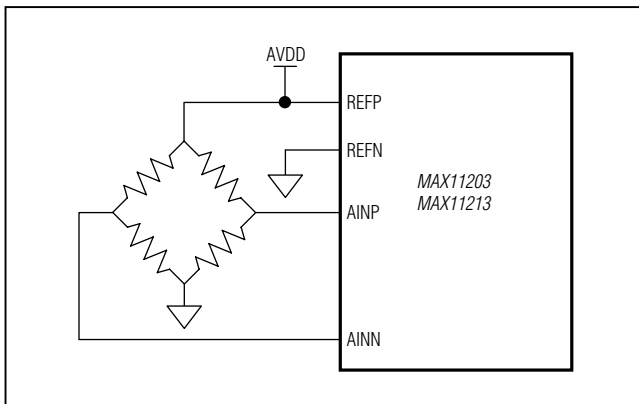 AVDD
REFP
REFN
MAX11203
MAX11213
AINP
AINN